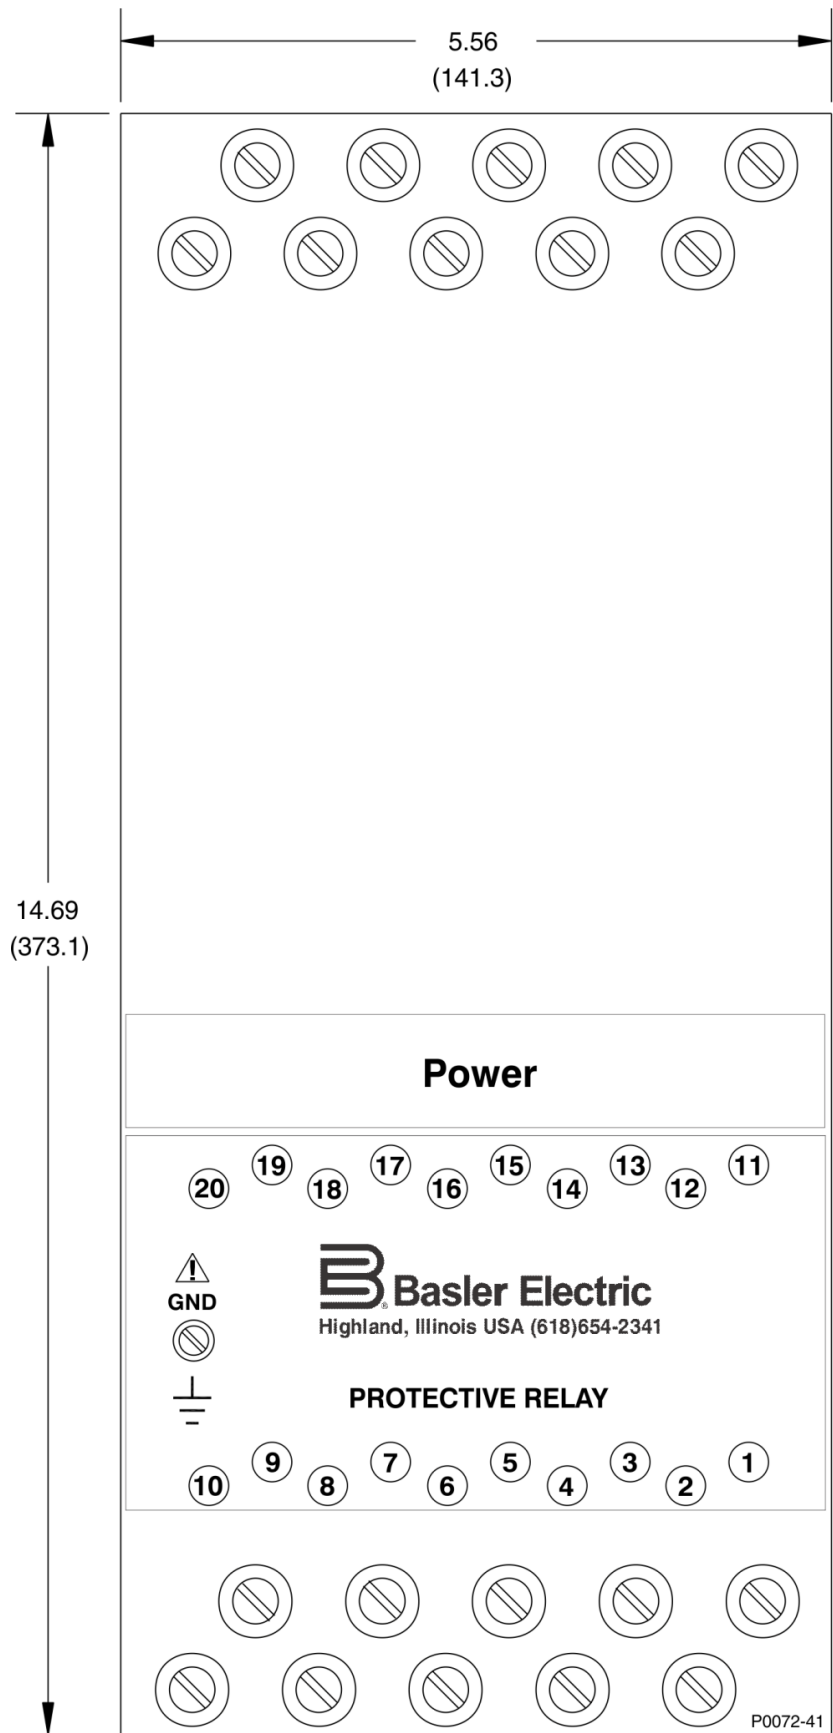 5.56
(141.3)
14.69
(373.1)
Power
19 17 15 13 11
20 18 16 14 12
GND
Basler Electric
®
Highland, Illinois USA (618)654-2341
PROTECTIVE RELAY
9 7 5 3 1
10 8 6 4 2
P0072-41